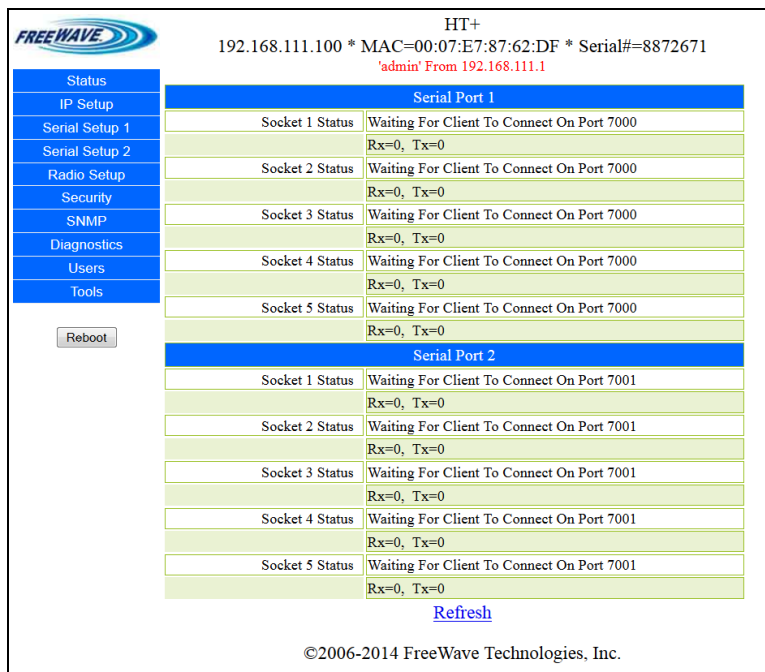 FREEWAVE
HT+
192.168.111.100 * MAC=00:07:E7:87:62:DF * Serial#=8872671
'admin' From 192.168.111.1
Status
IP Setup
Serial Setup 1
Serial Setup 2
Radio Setup
Security
SNMP
Diagnostics
Users
Tools
Reboot
Serial Port 1
Socket 1 Status Waiting For Client To Connect On Port 7000
Rx=0, Tx=0
Socket 2 Status Waiting For Client To Connect On Port 7000
Rx=0, Tx=0
Socket 3 Status Waiting For Client To Connect On Port 7000
Rx=0, Tx=0
Socket 4 Status Waiting For Client To Connect On Port 7000
Rx=0, Tx=0
Socket 5 Status Waiting For Client To Connect On Port 7000
Rx=0, Tx=0
Serial Port 2
Socket 1 Status Waiting For Client To Connect On Port 7001
Rx=0, Tx=0
Socket 2 Status Waiting For Client To Connect On Port 7001
Rx=0, Tx=0
Socket 3 Status Waiting For Client To Connect On Port 7001
Rx=0, Tx=0
Socket 4 Status Waiting For Client To Connect On Port 7001
Rx=0, Tx=0
Socket 5 Status Waiting For Client To Connect On Port 7001
Rx=0, Tx=0
Refresh
©2006-2014 FreeWave Technologies, Inc.